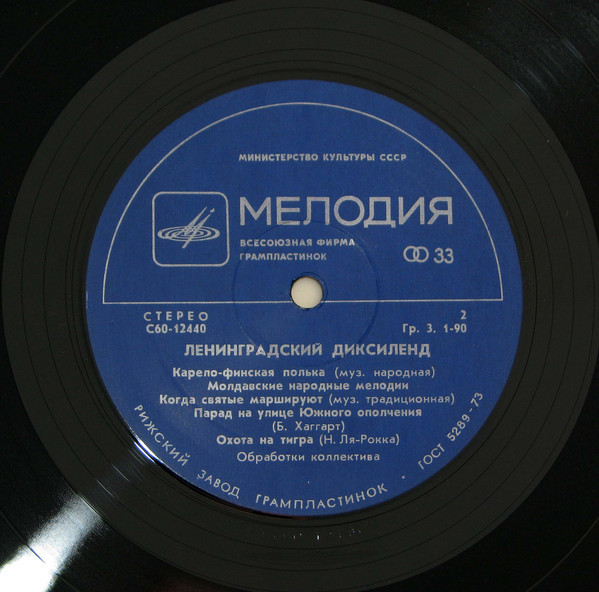 МИНИСТЕРСТВО КУЛЬТУРЫ СССР
МЕЛОДИЯ
ВСЕСОЮЗНАЯ ФИРМА
ГРАМПЛАСТИНОК
33
СТЕРЕО
С60-12440
2
Гр. 3. 1-90
ЛЕНИНГРАДСКИЙ ДИКСИЛЕНД
Карело-финская полька (муз. народная)
Молдавские народные мелодии
Когда святые маршируют (муз. традиционная)
Парад на улице Южного ополчения
(Б. Хаггарт)
Охота на тигра (Н. Ля-Рокка)
Обработки коллектива
РИЖСКИЙ ЗАВОД ГРАМПЛАСТИНОК • ГОСТ 5289-73